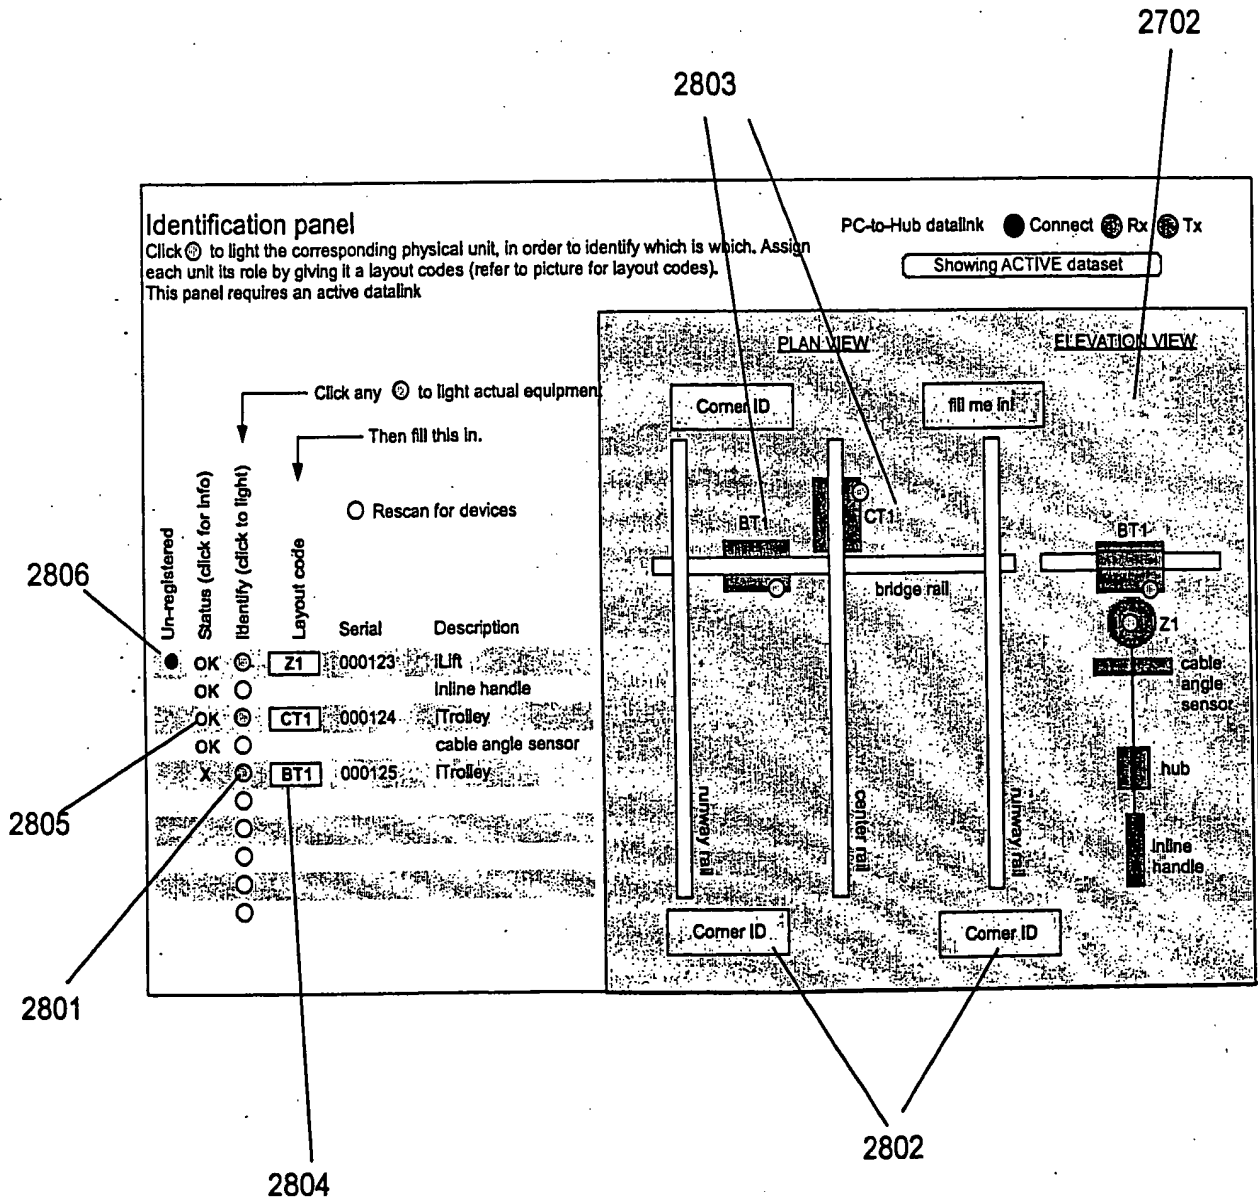 2702
2803
Identification panel
Click to light the corresponding physical unit, in order to identify which is which. Assign
each unit its role by giving it a layout codes (refer to picture for layout codes).
This panel requires an active datalink
PC-to-Hub datalink Connect Rx Tx
Showing ACTIVE dataset
PLAN VIEW
ELEVATION VIEW
Click any to light actual equipment
Then fill this in.
Rescan for devices
Corner ID
fill me in!
BT1
CT1
bridge rail
BT1
Z1
cable
angle
sensor
hub
inline
handle
runway rail
center rail
runway rail
Corner ID
Corner ID
2806
Un-registered
Status (click for info)
Identify (click to light)
Layout code
Serial
Description
OK Z1 000123 iLift
OK Inline handle
OK CT1 000124 iTrolley
OK cable angle sensor
X BT1 000125 iTrolley
2805
2801
2802
2804